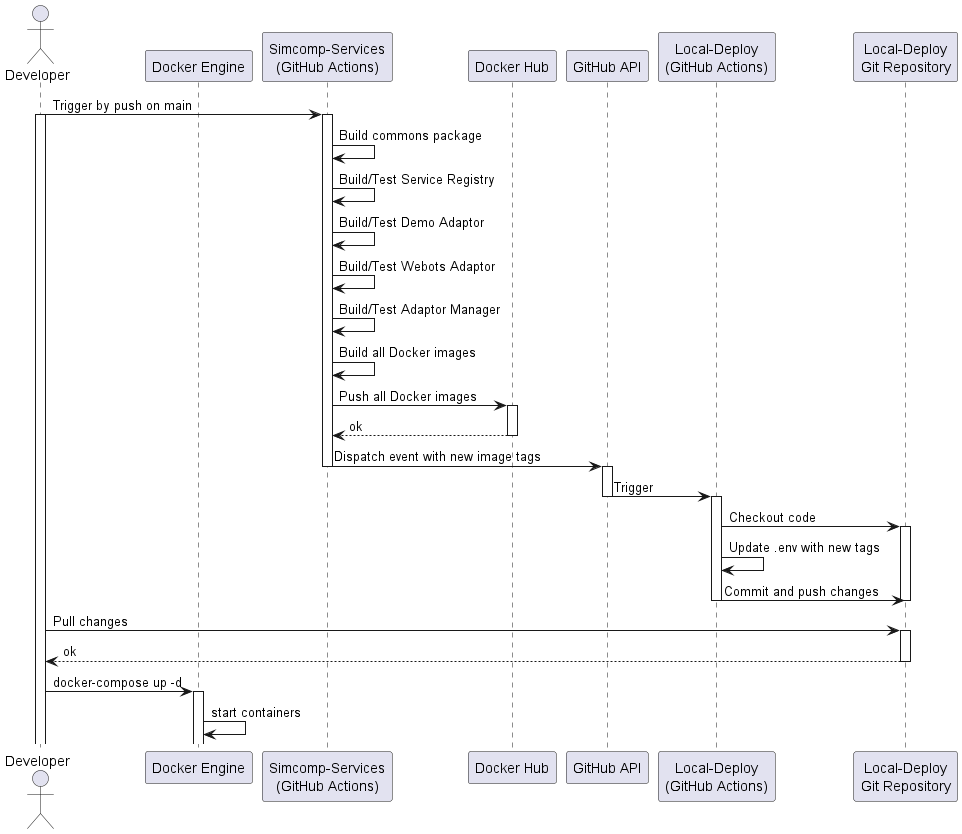 Developer
Docker Engine
Simcomp-Services
(GitHub Actions)
Docker Hub
GitHub API
Local-Deploy
(GitHub Actions)
Local-Deploy
Git Repository
Trigger by push on main
Build commons package
Build/Test Service Registry
Build/Test Demo Adaptor
Build/Test Webots Adaptor
Build/Test Adaptor Manager
Build all Docker images
Push all Docker images
ok
Dispatch event with new image tags
Trigger
Checkout code
Update .env with new tags
Commit and push changes
Pull changes
ok
docker-compose up -d
start containers
Developer
Docker Engine
Simcomp-Services
(GitHub Actions)
Docker Hub
GitHub API
Local-Deploy
(GitHub Actions)
Local-Deploy
Git Repository